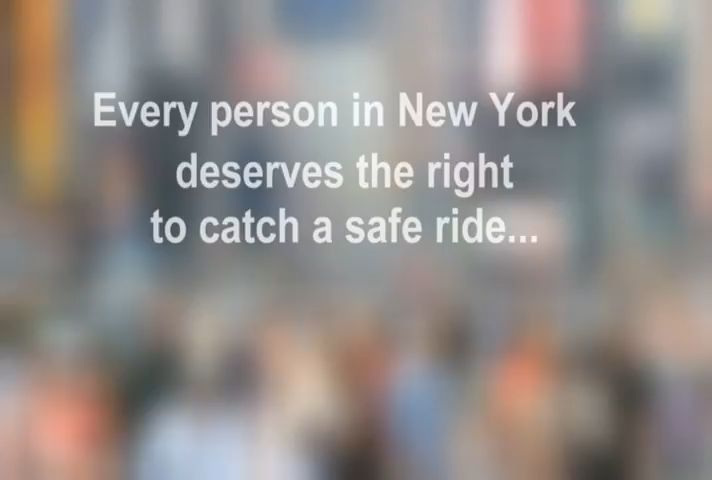 Every person in New York
deserves the right
to catch a safe ride...